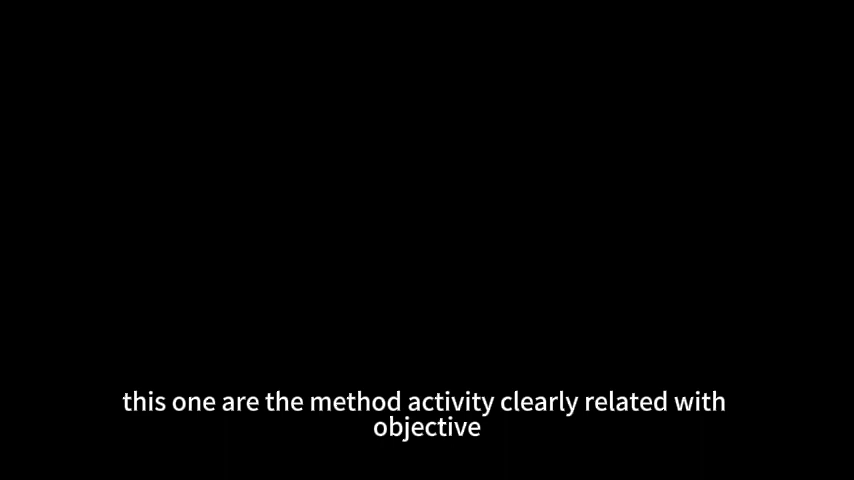 this one are the method activity clearly related with
objective